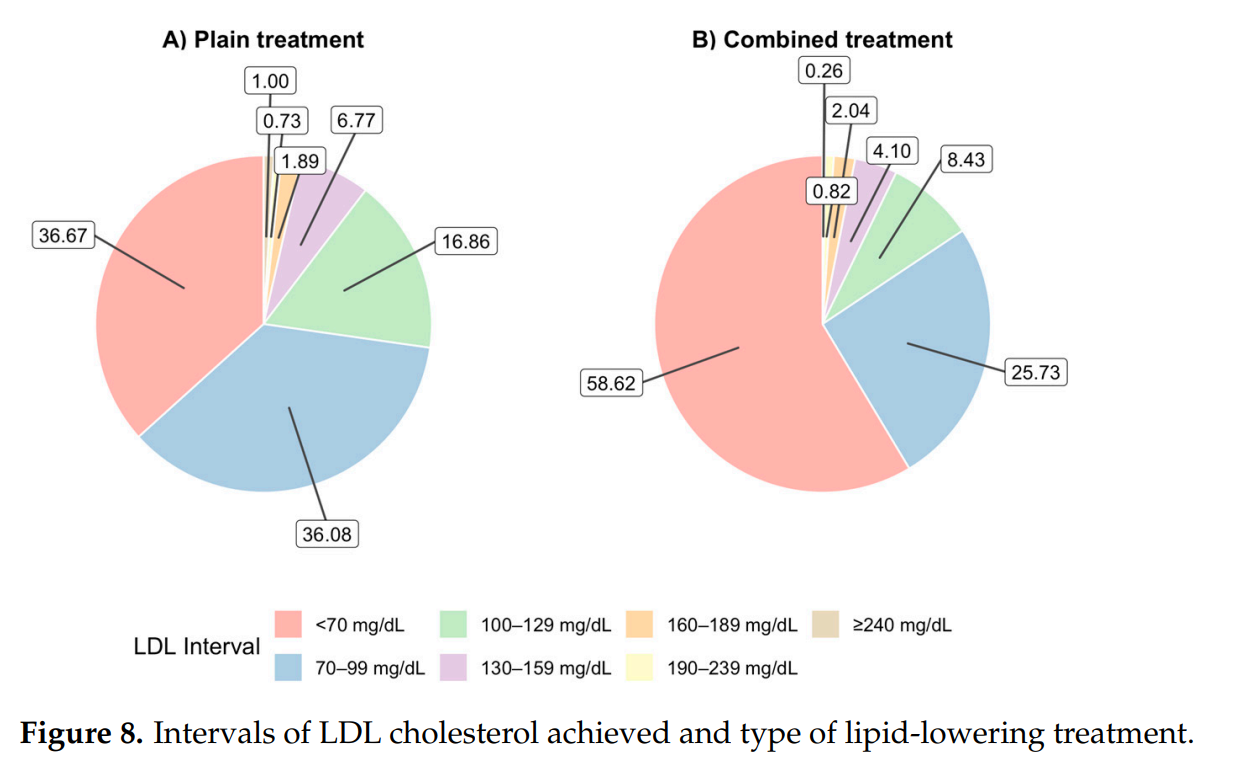 A) Plain treatment
1.00
0.73
6.77
1.89
36.67
16.86
36.08
B) Combined treatment
0.26
2.04
4.10
8.43
0.82
58.62
25.73
LDL Interval
<70 mg/dL
100–129 mg/dL
160–189 mg/dL
≥240 mg/dL
70–99 mg/dL
130–159 mg/dL
190–239 mg/dL
Figure 8. Intervals of LDL cholesterol achieved and type of lipid-lowering treatment.